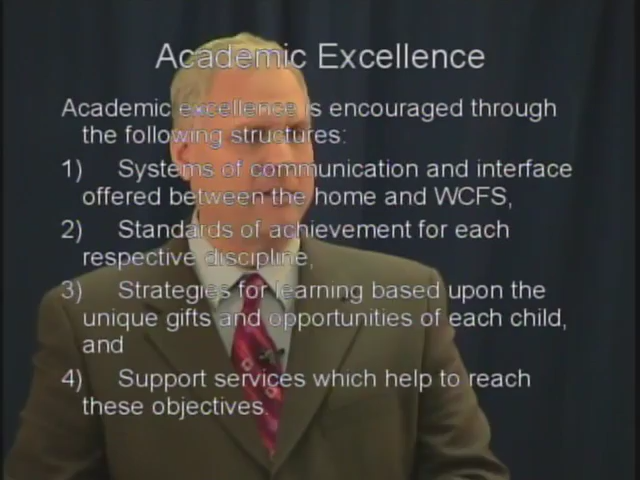 Academic Excellence
Academic excellence is encouraged through
the following structures:
1) Systems of communication and interface
offered between the home and WCFS,
2) Standards of achievement for each
respective discipline,
3) Strategies for learning based upon the
unique gifts and opportunities of each child,
and
4) Support services which help to reach
these objectives.